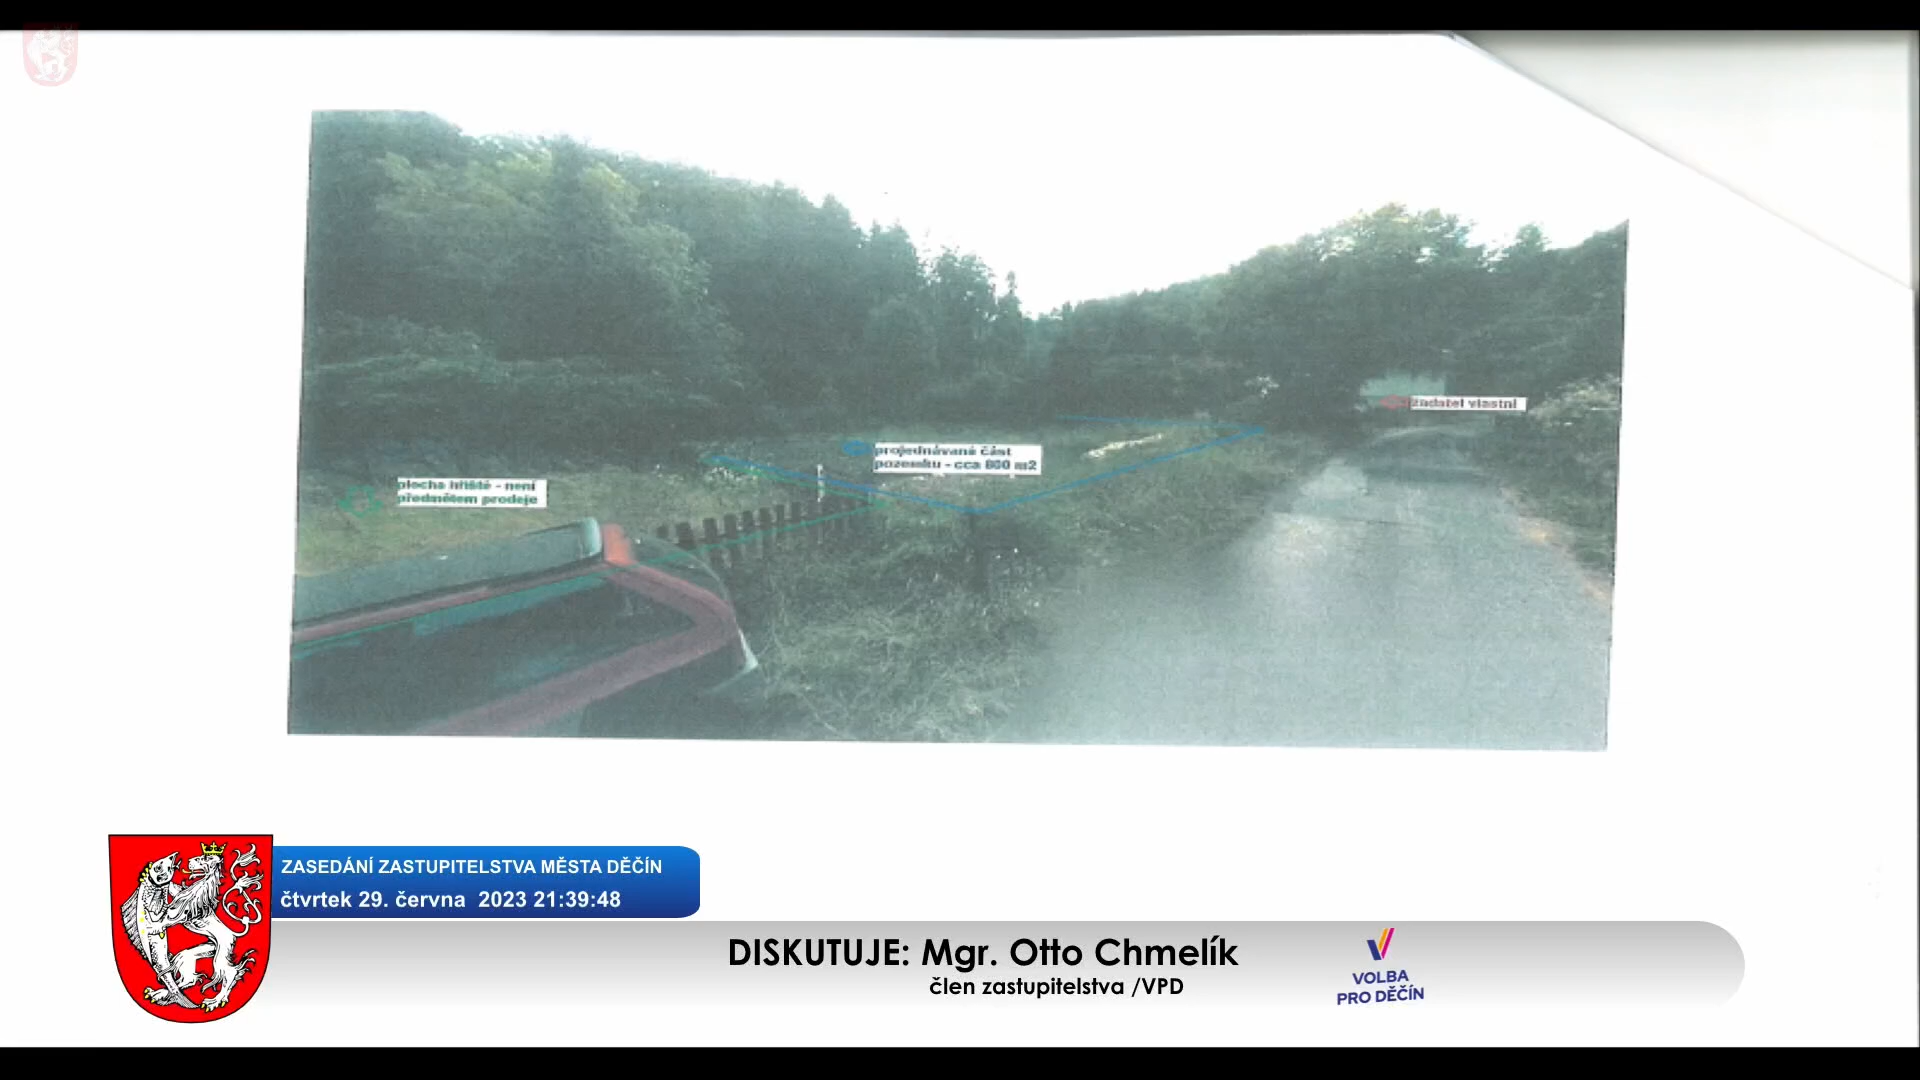 žadatel vlastní
projednávaná část
pozemku - cca 800 m2
plocha hřiště - není
předmětem prodeje
ZASEDÁNÍ ZASTUPITELSTVA MĚSTA DĚČÍN
čtvrtek 29. června 2023 21:39:48
DISKUTUJE: Mgr. Otto Chmelík
člen zastupitelstva /VPD
VOLBA
PRO DĚČÍN